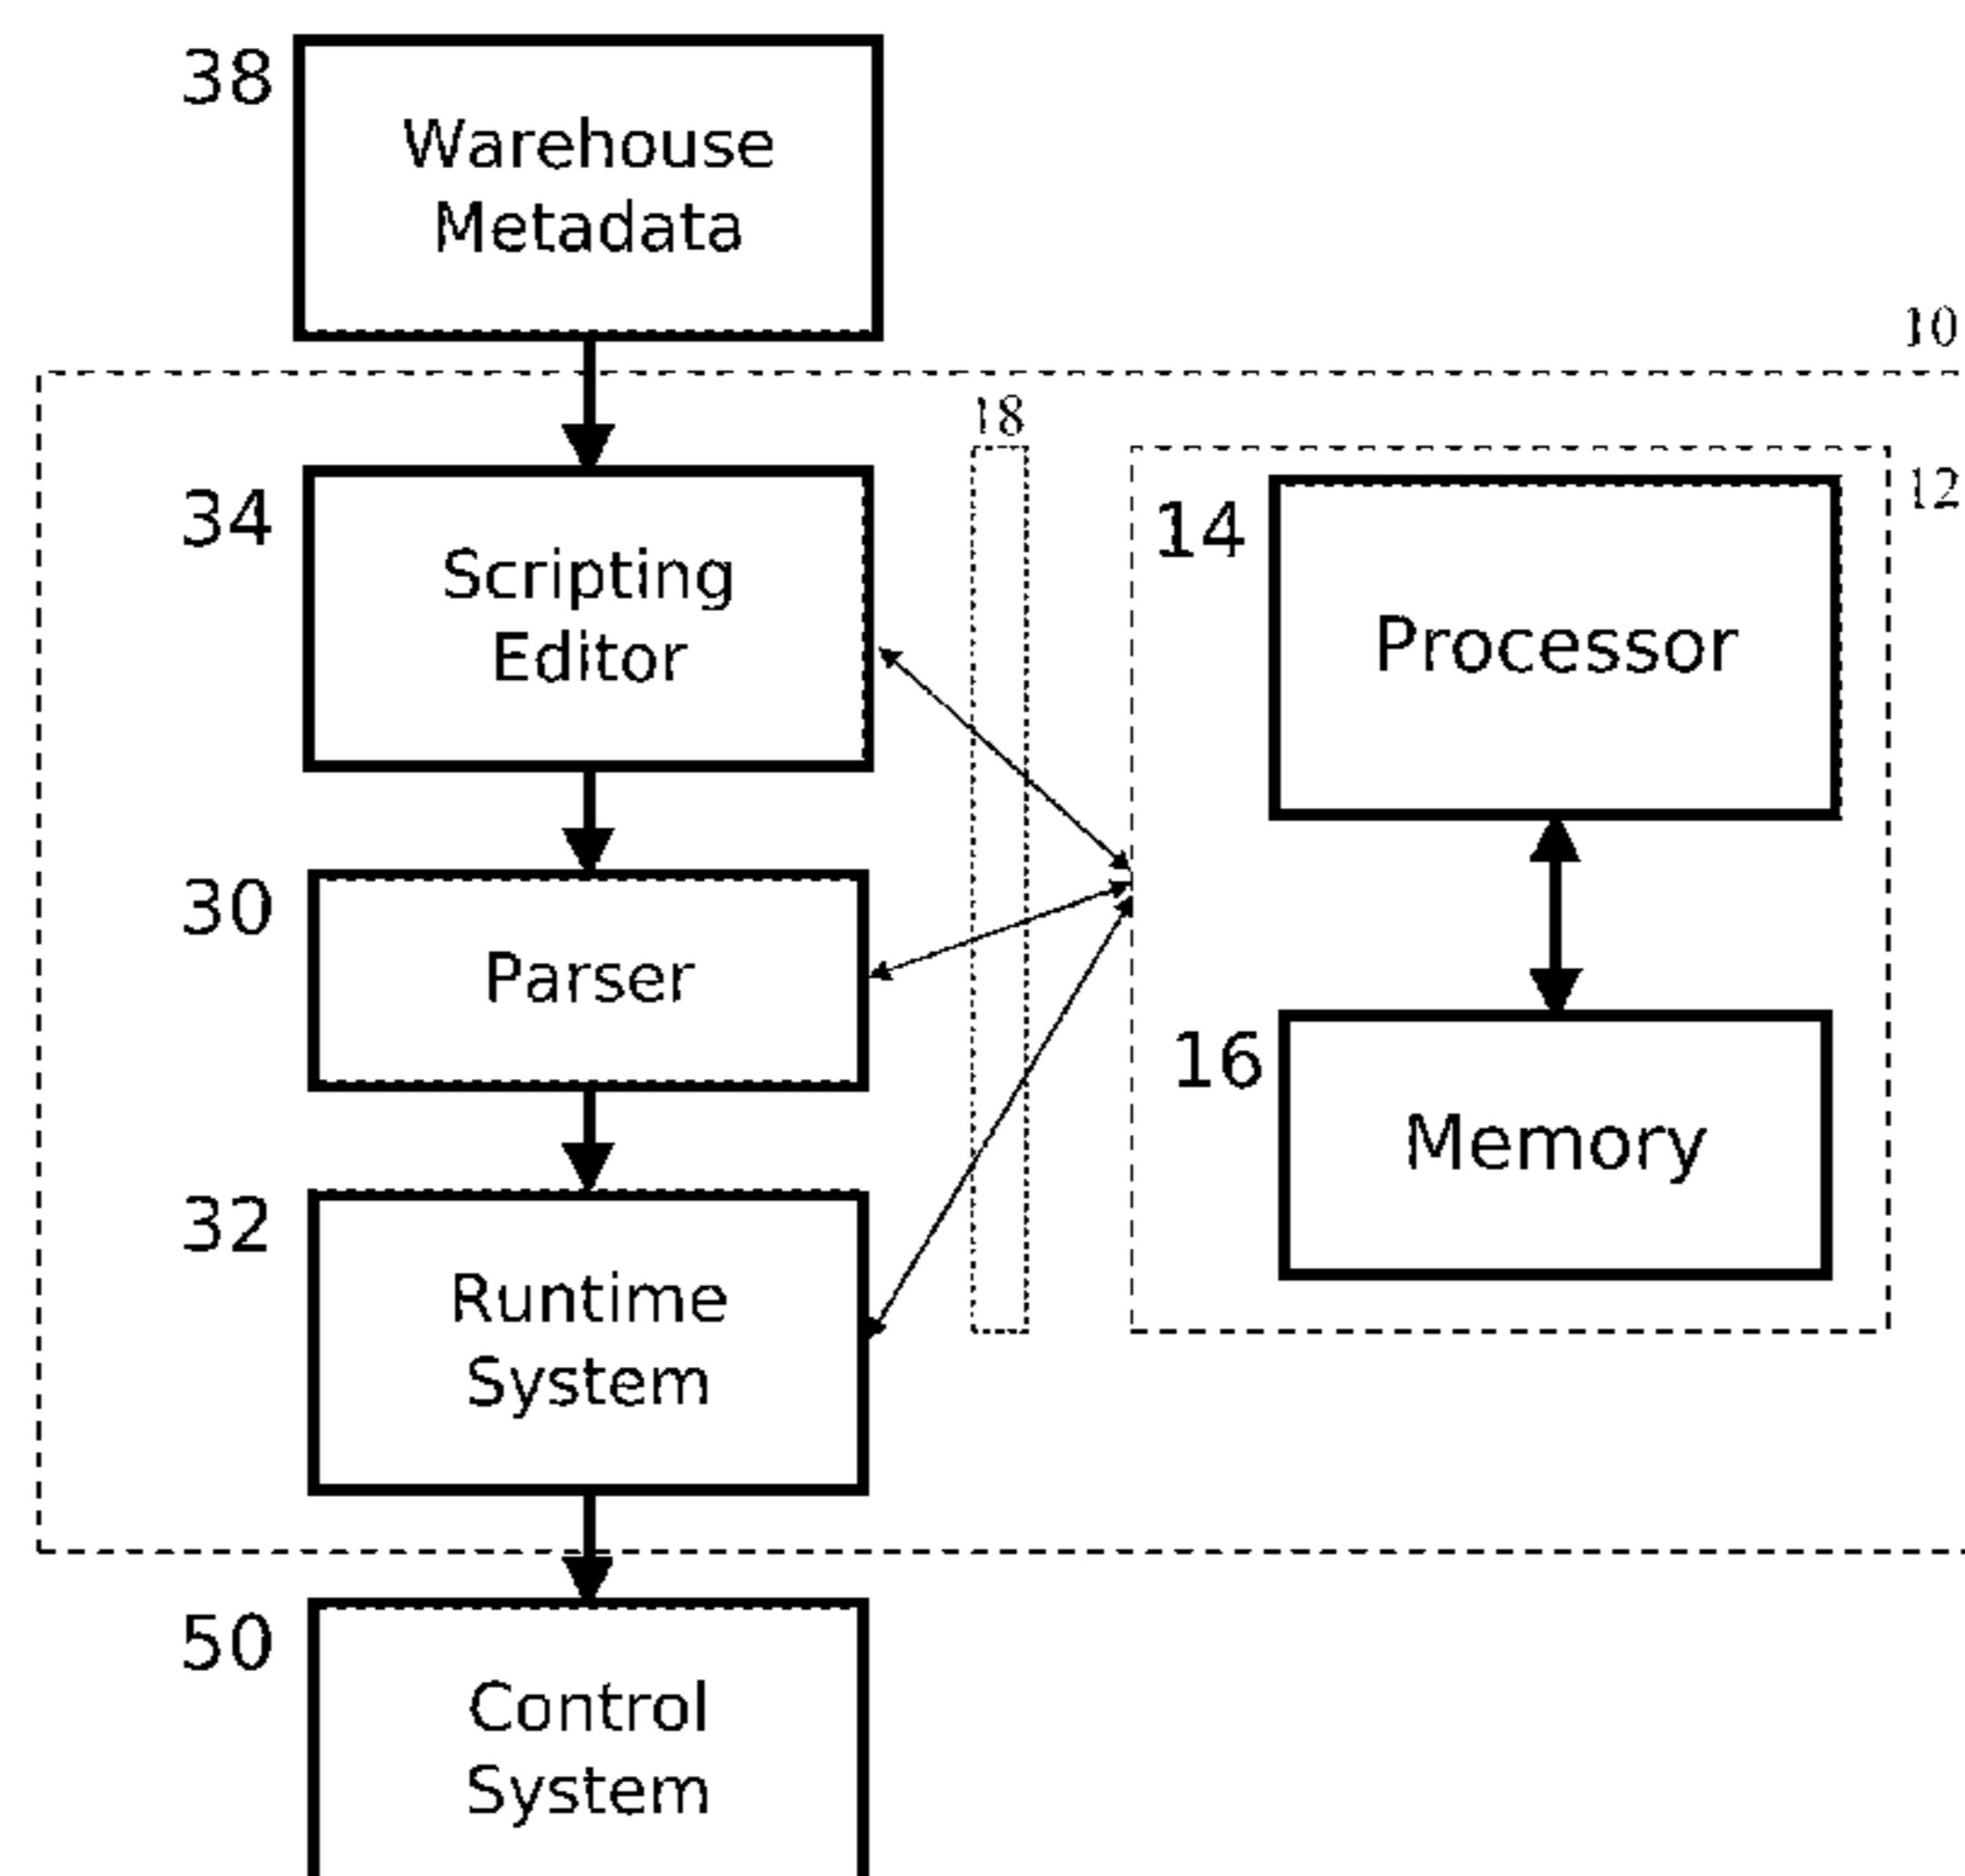 38
Warehouse
Metadata
10
18
12
34
Scripting
Editor
14
Processor
30
Parser
16
Memory
32
Runtime
System
50
Control
System